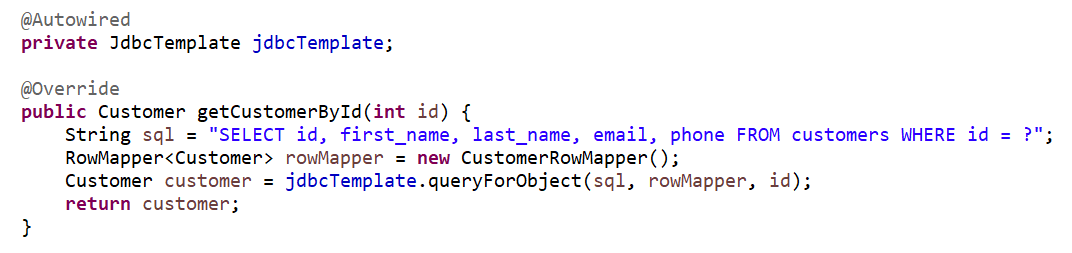 @Autowired
private JdbcTemplate jdbcTemplate;
@Override
public Customer getCustomerById(int id) {
String sql = "SELECT id, first_name, last_name, email, phone FROM customers WHERE id = ?";
RowMapper<Customer> rowMapper = new CustomerRowMapper();
Customer customer = jdbcTemplate.queryForObject(sql, rowMapper, id);
return customer;
}